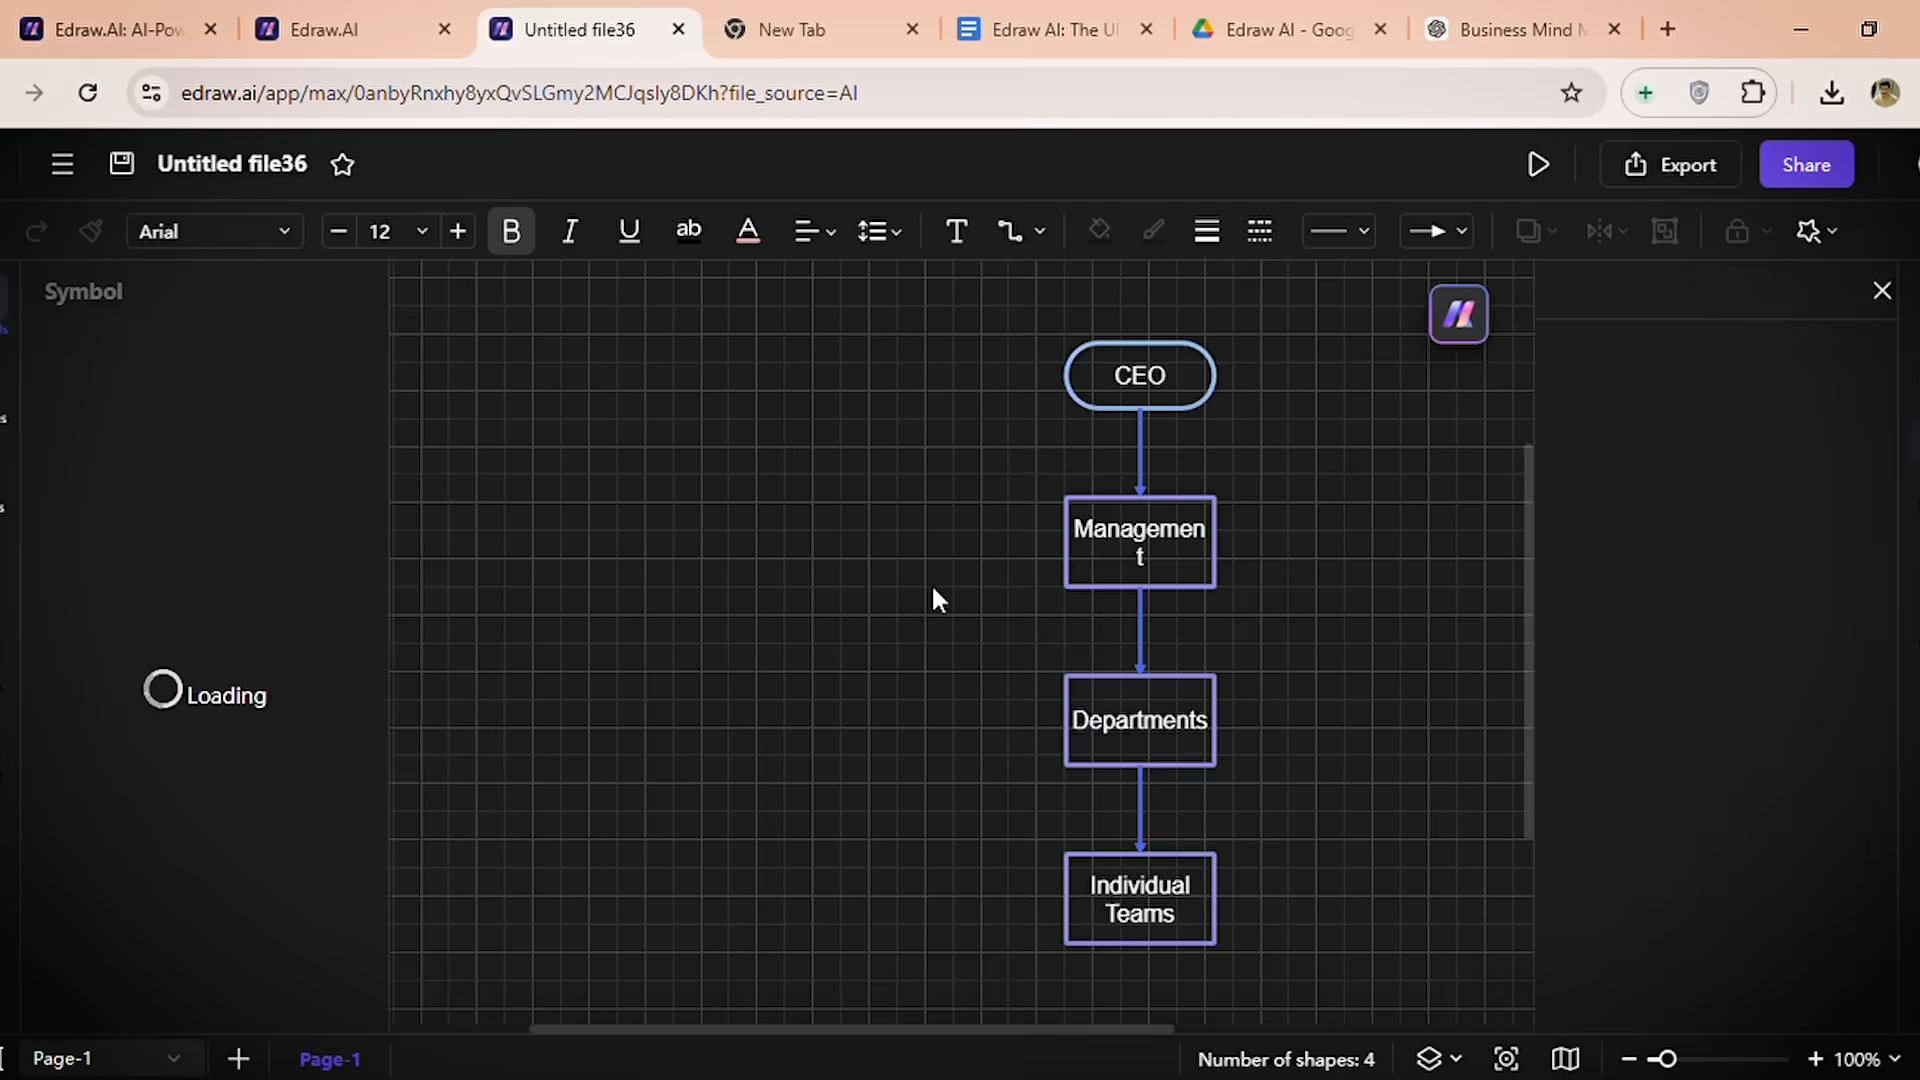 Edraw.AI: AI-Pow
Edraw.AI
Untitled file36
New Tab
Edraw AI: The Ul
Edraw AI - Goog
Business Mind M
edraw.ai/app/max/0anbyRnxhy8yxQvSLGmy2MCJqsly8DKh?file_source=AI
Untitled file36
Export
Share
Arial
12
B
I
U
ab
A
T
Symbol
CEO
Managemen
t
Departments
Individual
Teams
Loading
Page-1
Page-1
Number of shapes: 4
100%